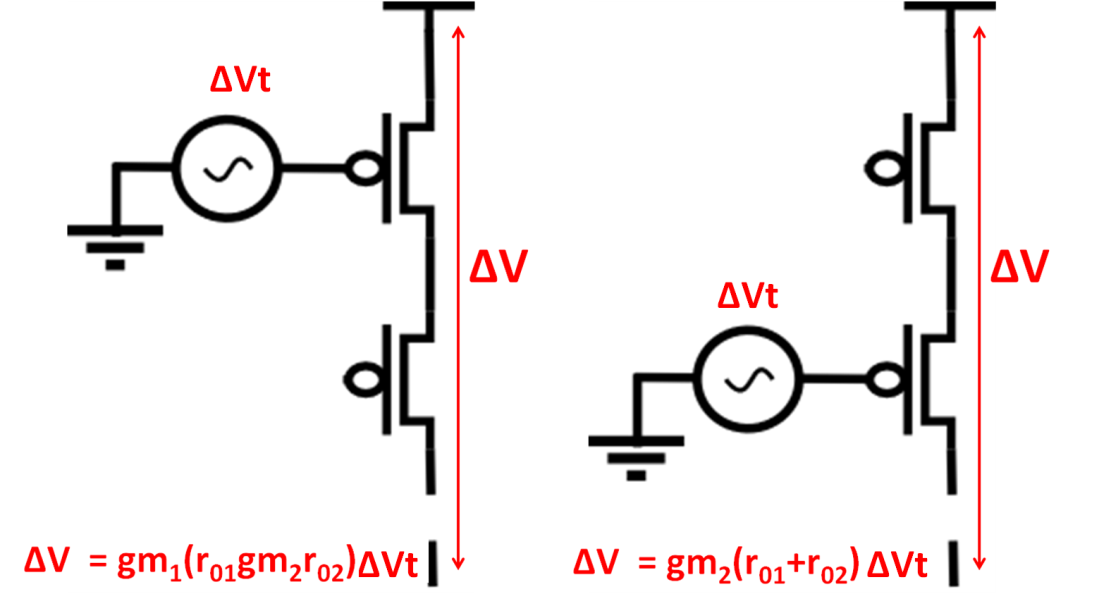 ΔVt
ΔV
ΔV = gm₁(r₀₁gm₂r₀₂)ΔVt
ΔV
ΔVt
ΔV = gm₂(r₀₁+r₀₂) ΔVt